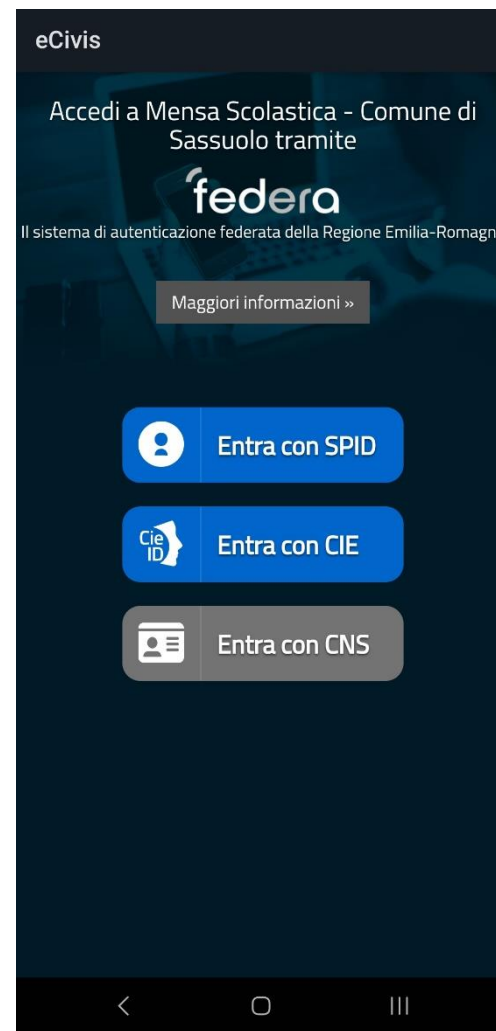 eCivis
Accedi a Mensa Scolastica - Comune di
Sassuolo tramite
federa
Il sistema di autenticazione federata della Regione Emilia-Romagn
Maggiori informazioni »
Entra con SPID
Cie
ID
Entra con CIE
Entra con CNS